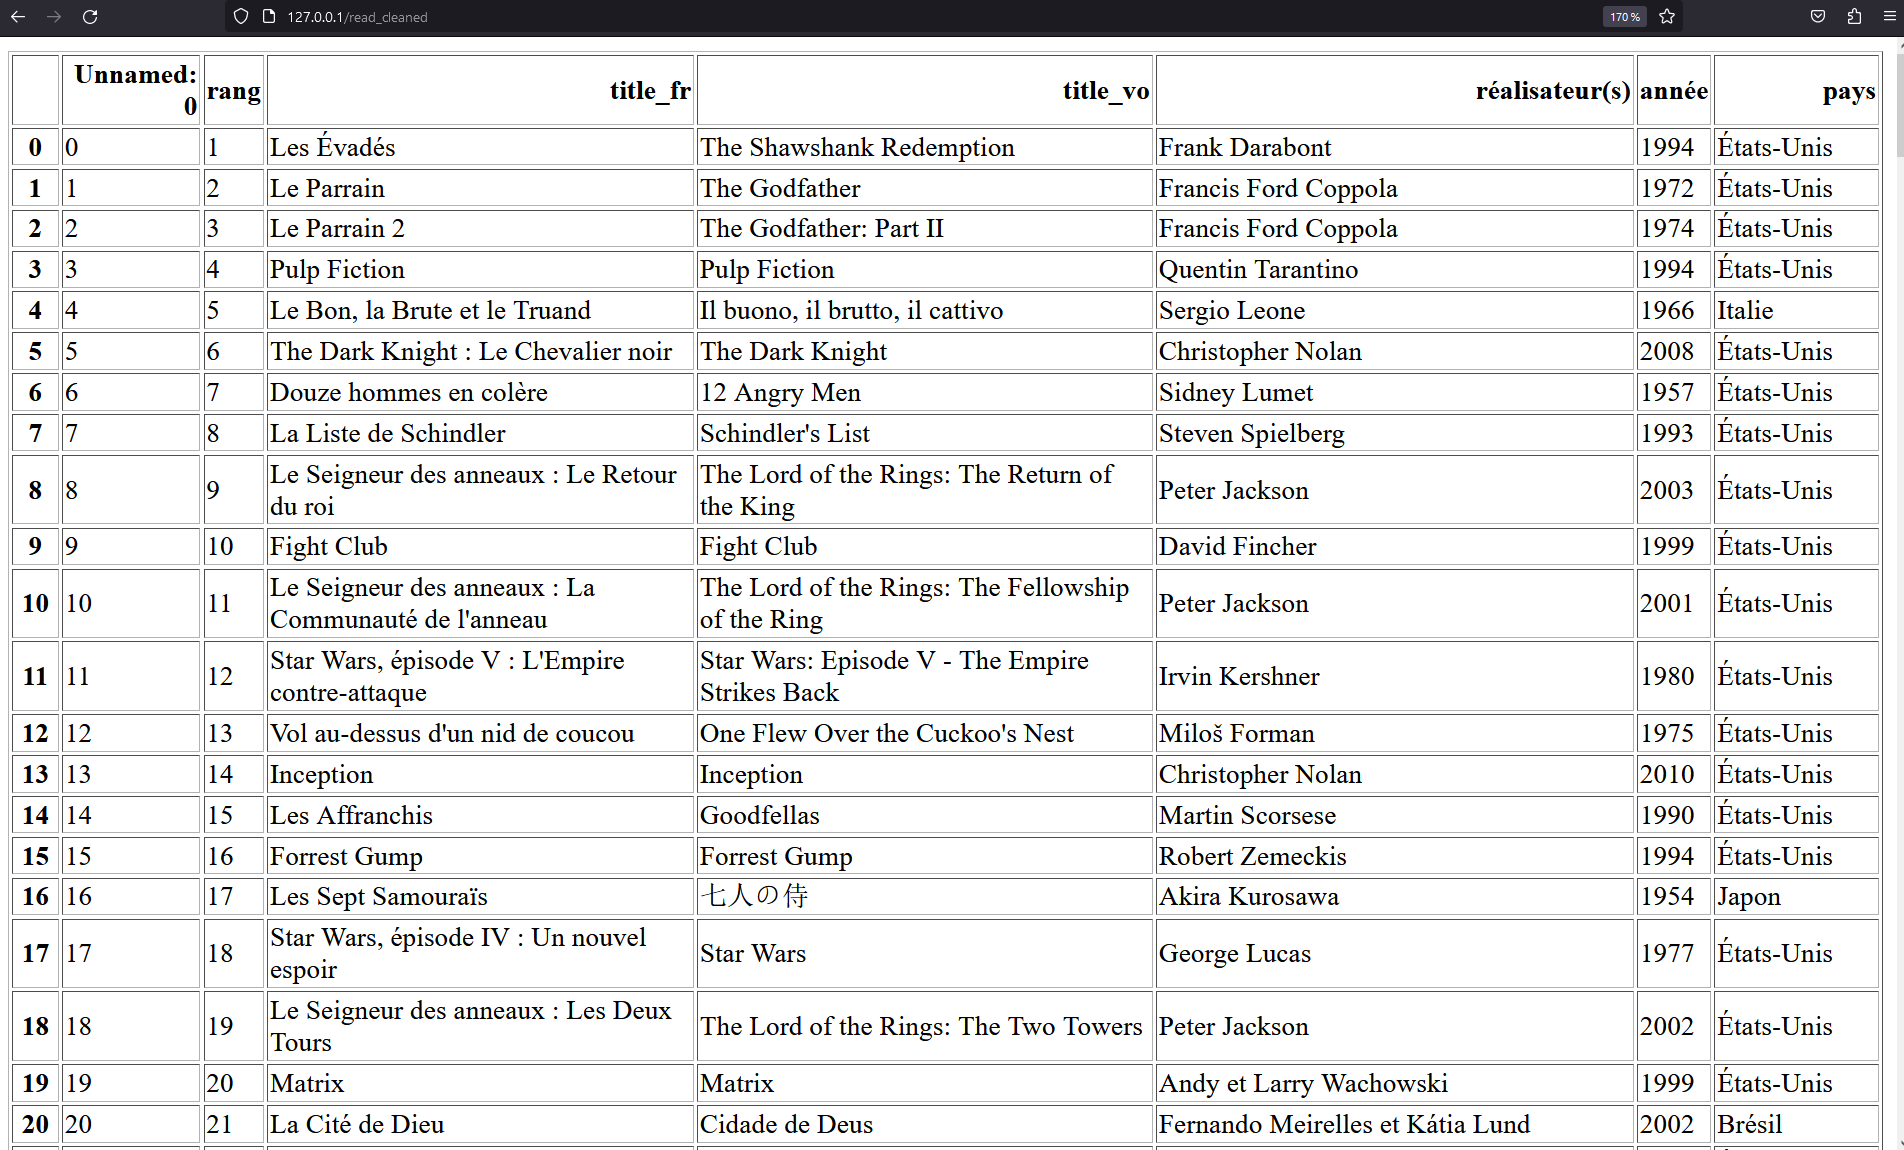 127.0.0.1/read_cleaned 170 %
Unnamed: 0 rang title_fr title_vo réalisateur(s) année pays
0 0 1 Les Évadés The Shawshank Redemption Frank Darabont 1994 États-Unis
1 1 2 Le Parrain The Godfather Francis Ford Coppola 1972 États-Unis
2 2 3 Le Parrain 2 The Godfather: Part II Francis Ford Coppola 1974 États-Unis
3 3 4 Pulp Fiction Pulp Fiction Quentin Tarantino 1994 États-Unis
4 4 5 Le Bon, la Brute et le Truand Il buono, il brutto, il cattivo Sergio Leone 1966 Italie
5 5 6 The Dark Knight : Le Chevalier noir The Dark Knight Christopher Nolan 2008 États-Unis
6 6 7 Douze hommes en colère 12 Angry Men Sidney Lumet 1957 États-Unis
7 7 8 La Liste de Schindler Schindler's List Steven Spielberg 1993 États-Unis
8 8 9 Le Seigneur des anneaux : Le Retour du roi The Lord of the Rings: The Return of the King Peter Jackson 2003 États-Unis
9 9 10 Fight Club Fight Club David Fincher 1999 États-Unis
10 10 11 Le Seigneur des anneaux : La Communauté de l'anneau The Lord of the Rings: The Fellowship of the Ring Peter Jackson 2001 États-Unis
11 11 12 Star Wars, épisode V : L'Empire contre-attaque Star Wars: Episode V - The Empire Strikes Back Irvin Kershner 1980 États-Unis
12 12 13 Vol au-dessus d'un nid de coucou One Flew Over the Cuckoo's Nest Miloš Forman 1975 États-Unis
13 13 14 Inception Inception Christopher Nolan 2010 États-Unis
14 14 15 Les Affranchis Goodfellas Martin Scorsese 1990 États-Unis
15 15 16 Forrest Gump Forrest Gump Robert Zemeckis 1994 États-Unis
16 16 17 Les Sept Samouraïs 七人の侍 Akira Kurosawa 1954 Japon
17 17 18 Star Wars, épisode IV : Un nouvel espoir Star Wars George Lucas 1977 États-Unis
18 18 19 Le Seigneur des anneaux : Les Deux Tours The Lord of the Rings: The Two Towers Peter Jackson 2002 États-Unis
19 19 20 Matrix Matrix Andy et Larry Wachowski 1999 États-Unis
20 20 21 La Cité de Dieu Cidade de Deus Fernando Meirelles et Kátia Lund 2002 Brésil